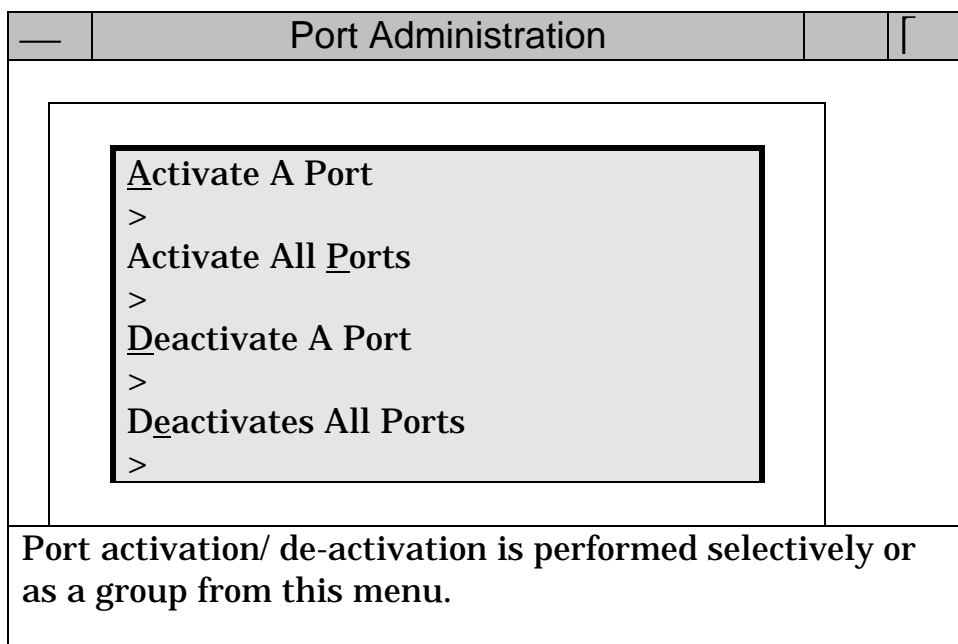 Port Administration
Activate A Port
>
Activate All Ports
>
Deactivate A Port
>
Deactivates All Ports
>
Port activation/ de-activation is performed selectively or
as a group from this menu.